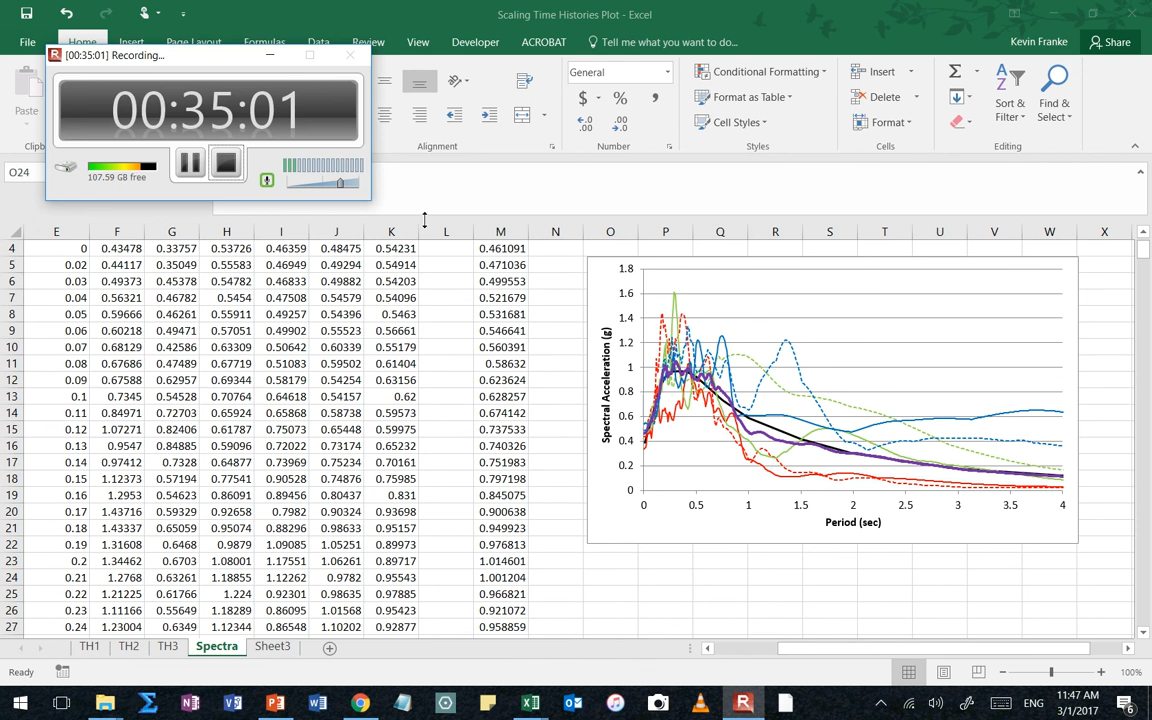 Scaling Time Histories Plot - Excel
File Home Insert Page Layout Formulas Data Review View Developer ACROBAT Tell me what you want to do... Kevin Franke Share
[00:35:01] Recording...
00:35:01
107.59 GB free
Paste
General
$ % ,
Conditional Formatting
Format as Table
Cell Styles
Insert
Delete
Format
Sort & Filter
Find & Select
Alignment Number Styles Cells Editing
O24
E F G H I J K L M N O P Q R S T U V W X
4 0 0.43478 0.33757 0.53726 0.46359 0.48475 0.54231 0.461091
5 0.02 0.44117 0.35049 0.55583 0.46949 0.49294 0.54914 0.471036
6 0.03 0.49373 0.45378 0.54782 0.46833 0.49882 0.54203 0.499553
7 0.04 0.56321 0.46782 0.5454 0.47508 0.54579 0.54096 0.521679
8 0.05 0.59666 0.46261 0.55911 0.49257 0.54396 0.5463 0.531681
9 0.06 0.60218 0.49471 0.57051 0.49902 0.55523 0.56661 0.546641
10 0.07 0.68129 0.42586 0.63309 0.50642 0.60339 0.55179 0.560391
11 0.08 0.67686 0.47489 0.67719 0.51083 0.59502 0.61404 0.58632
12 0.09 0.67588 0.62957 0.69344 0.58179 0.54254 0.63156 0.623624
13 0.1 0.7345 0.54528 0.70764 0.64618 0.54157 0.62 0.628257
14 0.11 0.84971 0.72703 0.65924 0.65868 0.58738 0.59573 0.674142
15 0.12 1.07271 0.82406 0.61787 0.75073 0.65448 0.59975 0.737533
16 0.13 0.9547 0.84885 0.59096 0.72022 0.73174 0.65232 0.740326
17 0.14 0.97412 0.7328 0.64877 0.73969 0.75234 0.70161 0.751983
18 0.15 1.12373 0.57194 0.77541 0.90528 0.74876 0.75985 0.797198
19 0.16 1.2953 0.54623 0.86091 0.89456 0.80437 0.831 0.845075
20 0.17 1.43716 0.59329 0.92658 0.7982 0.90324 0.93698 0.900638
21 0.18 1.43337 0.65059 0.95074 0.88296 0.98633 0.95157 0.949923
22 0.19 1.31608 0.6468 0.9879 1.09085 1.05251 0.89973 0.976813
23 0.2 1.34462 0.6703 1.08001 1.17551 1.06261 0.89717 1.014601
24 0.21 1.2768 0.63261 1.18855 1.12262 0.9782 0.95543 1.001204
25 0.22 1.21225 0.61766 1.224 0.92301 0.98635 0.97885 0.966821
26 0.23 1.11166 0.55649 1.18289 0.86095 1.01568 0.95423 0.921072
27 0.24 1.23004 0.6349 1.12344 0.86548 1.10202 0.92877 0.958859
1.8
1.6
1.4
1.2
1
0.8
0.6
0.4
0.2
0
Spectral Acceleration (g)
0 0.5 1 1.5 2 2.5 3 3.5 4
Period (sec)
TH1 TH2 TH3 Spectra Sheet3
Ready
100%
ENG
11:47 AM
3/1/2017
6